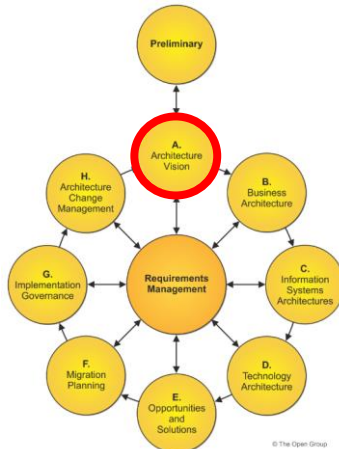 Preliminary
A.
Architecture
Vision
H.
Architecture
Change
Management
B.
Business
Architecture
G.
Implementation
Governance
Requirements
Management
C.
Information
Systems
Architectures
F.
Migration
Planning
D.
Technology
Architecture
E.
Opportunities
and
Solutions
© The Open Group